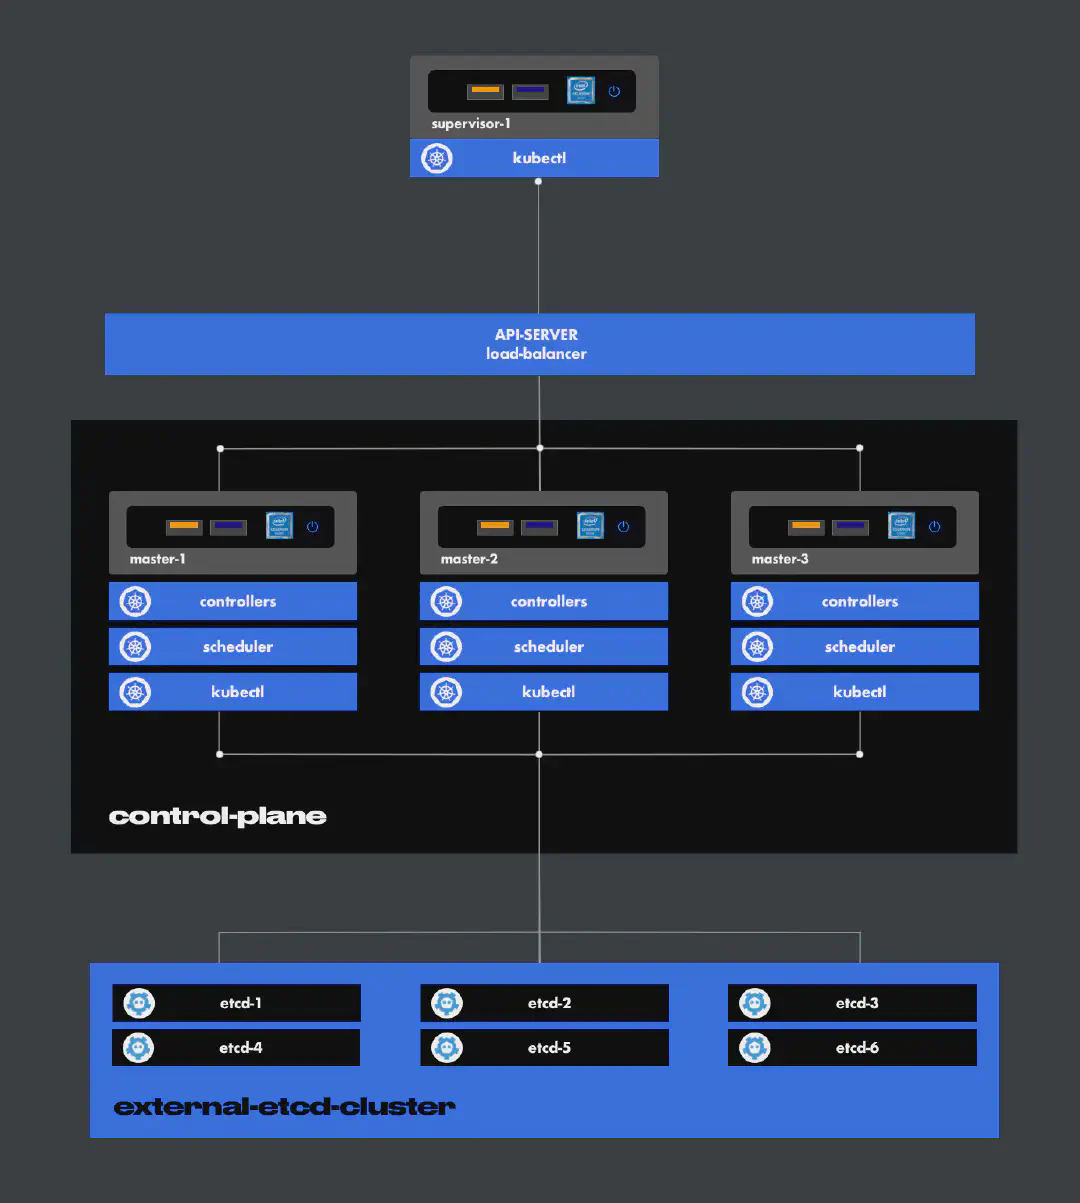 supervisor-1
kubectl
API-SERVER
load-balancer
master-1
master-2
master-3
controllers
controllers
controllers
scheduler
scheduler
scheduler
kubectl
kubectl
kubectl
control-plane
etcd-1
etcd-2
etcd-3
etcd-4
etcd-5
etcd-6
external-etcd-cluster